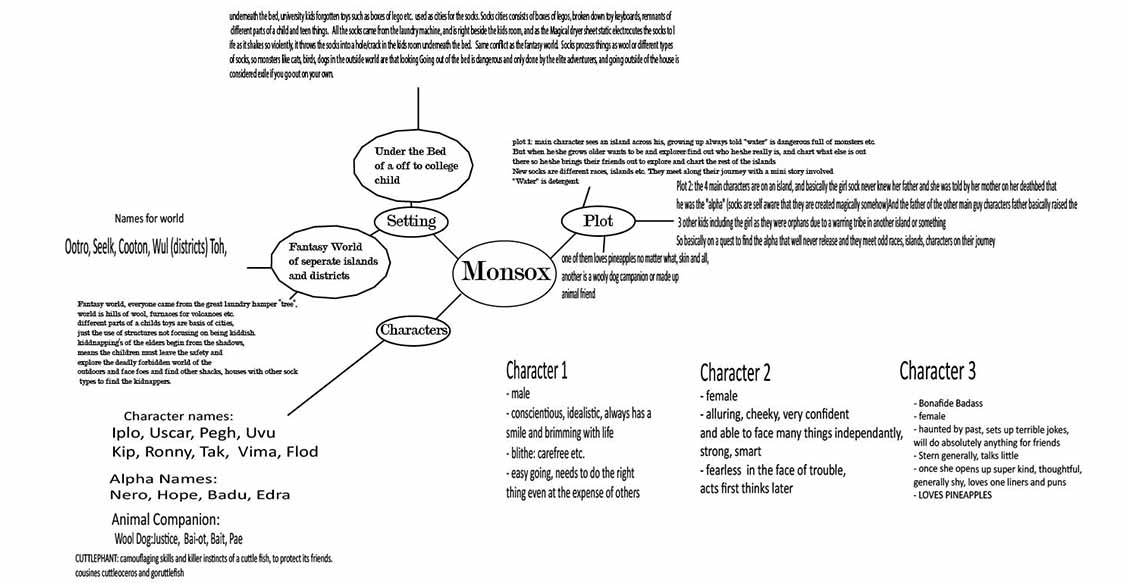 underneath the bed, university kids forgotten toys such as boxes of lego etc. used as cities for the socks. Socks cities consists of boxes of legos, broken down toy keyboards, remnants of
different parts of a child and teen things. All the socks came from the laundry machine, and is right beside the kids room, and as the Magical dryer sheet static electrocutes the socks to l
ife as it shakes so violently, it throws the socks into a hole/crack in the kids room underneath the bed. Same conflict as the fantasy world. Socks process things as wool or different types
of socks, so monsters like cats, birds, dogs in the outside world are that looking Going out of the bed is dangerous and only done by the elite adventurers, and going outside of the house is
considered exile if you go out on your own.
Under the Bed
of a off to college
child
Setting
Names for world
Ootro, Seelk, Cooton, Wul (districts) Toh,
Fantasy World
of seperate islands
and districts
Fantasy world, everyone came from the great laundry hamper "tree",
world is hills of wool, furnaces for volcanoes etc.
different parts of a childs toys are basis of cities,
just the use of structures not focusing on being kiddish.
kiddnapping's of the elders begin from the shadows,
means the children must leave the safety and
explore the deadly forbidden world of the
outdoors and face foes and find other shacks, houses with other sock
types to find the kidnappers.
Monsox
plot 1: main character sees an island across his, growing up always told "water" is dangerous full of monsters etc.
But when he/she grows older wants to be and explorer/find out who he/she really is, and chart what else is out
there so he/she brings their friends out to explore and chart the rest of the islands
New socks are different races, islands etc. They meet along their journey with a mini story involved
"Water" is detergent
Plot
Plot 2: the 4 main characters are on an island, and basically the girl sock never knew her father and she was told by her mother on her deathbed that
he was the "alpha" (socks are self aware that they are created magically somehow)And the father of the other main guy characters father basically raised the
3 other kids including the girl as they were orphans due to a warring tribe in another island or something
So basically on a quest to find the alpha that well never release and they meet odd races, islands, characters on their journey
one of them loves pineapples no matter what, skin and all,
another is a wooly dog campanion or made up
animal friend
Characters
Character names:
Iplo, Uscar, Pegh, Uvu
Kip, Ronny, Tak, Vima, Flod
Alpha Names:
Nero, Hope, Badu, Edra
Animal Companion:
Wool Dog:Justice, Bai-ot, Bait, Pae
CUTTLEPHANT: camouflaging skills and killer instincts of a cuttle fish, to protect its friends.
cousines cuttleoceros and goruttlefish
Character 1
- male
- conscientious, idealistic, always has a
smile and brimming with life
- blithe: carefree etc.
- easy going, needs to do the right
thing even at the expense of others
Character 2
- female
- alluring, cheeky, very confident
and able to face many things independantly,
strong, smart
- fearless in the face of trouble,
acts first thinks later
Character 3
- Bonafide Badass
- female
- haunted by past, sets up terrible jokes,
will do absolutely anything for friends
- Stern generally, talks little
- once she opens up super kind, thoughtful,
generally shy, loves one liners and puns
- LOVES PINEAPPLES